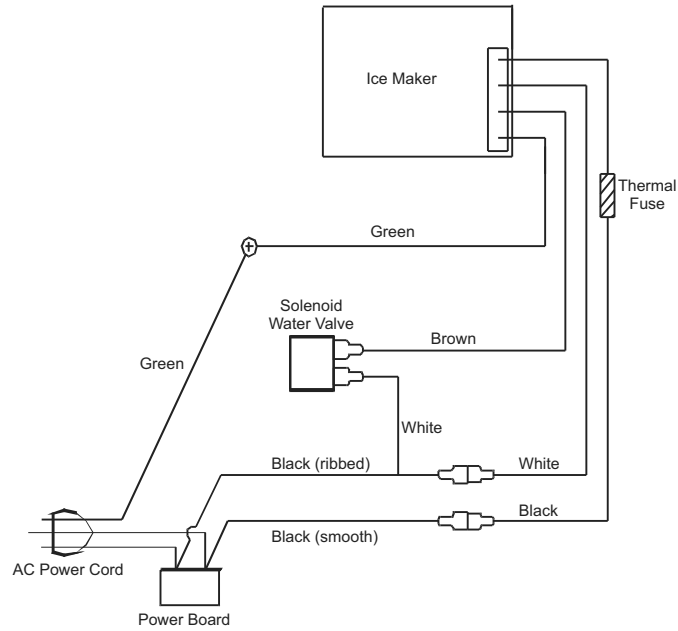 Ice Maker
Thermal
Fuse
Green
Solenoid
Water Valve
Brown
Green
White
Black (ribbed)
White
Black
Black (smooth)
AC Power Cord
Power Board